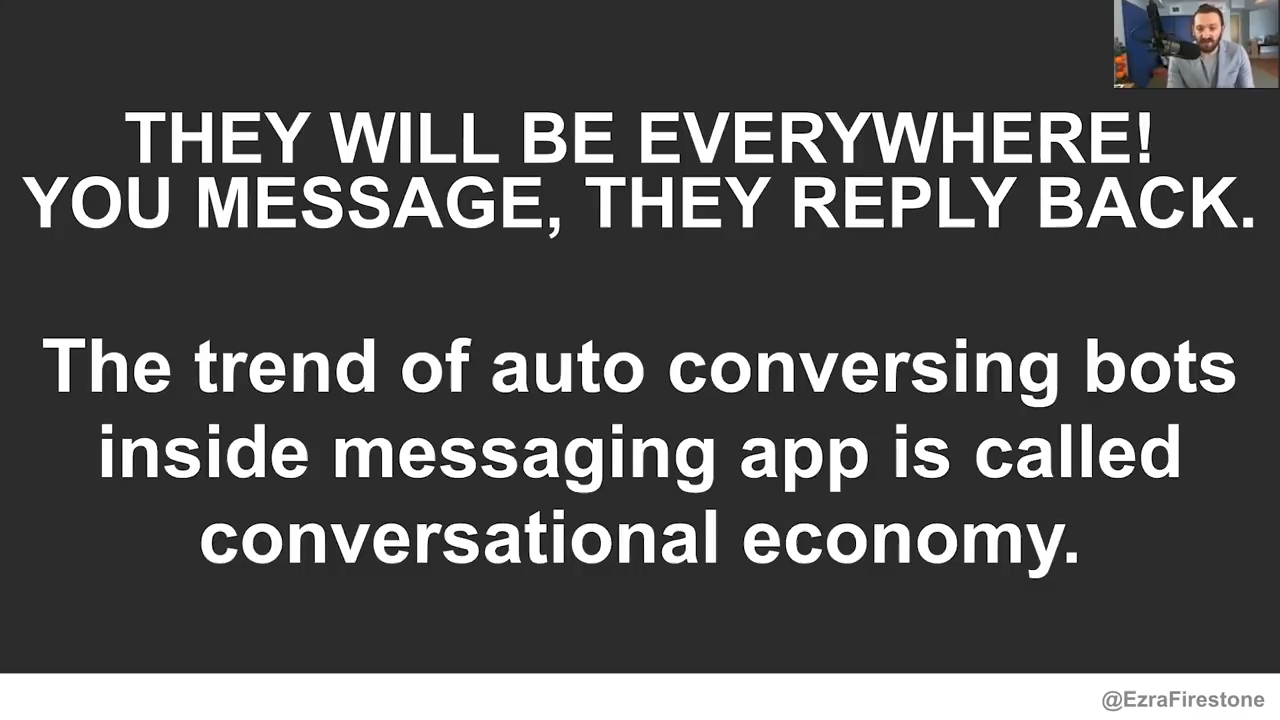 THEY WILL BE EVERYWHERE!
YOU MESSAGE, THEY REPLY BACK.
The trend of auto conversing bots
inside messaging app is called
conversational economy.
@EzraFirestone